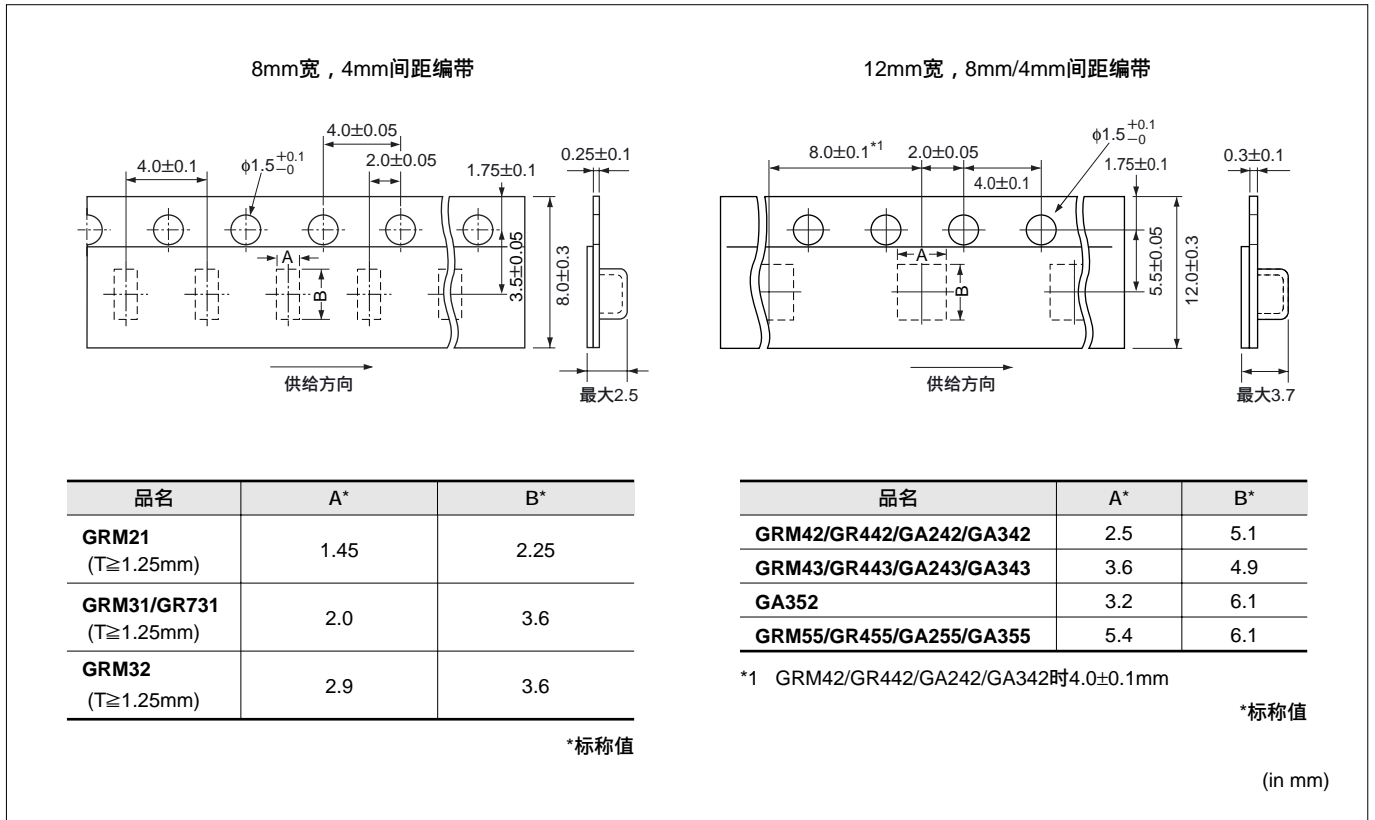 8mm宽，4mm间距编带
4.0±0.05
4.0±0.1
ϕ1.5 +0.1 −0
2.0±0.05
1.75±0.1
0.25±0.1
A
B
3.5±0.05
8.0±0.3
供给方向
最大2.5
品名 A* B*
GRM21
(T≧1.25mm)
1.45 2.25
GRM31/GR731
(T≧1.25mm)
2.0 3.6
GRM32
(T≧1.25mm)
2.9 3.6
*标称值
12mm宽，8mm/4mm间距编带
8.0±0.1*1
2.0±0.05
4.0±0.1
ϕ1.5 +0.1 −0
1.75±0.1
0.3±0.1
A
B
5.5±0.05
12.0±0.3
供给方向
最大3.7
品名 A* B*
GRM42/GR442/GA242/GA342 2.5 5.1
GRM43/GR443/GA243/GA343 3.6 4.9
GA352 3.2 6.1
GRM55/GR455/GA255/GA355 5.4 6.1
*1 GRM42/GR442/GA242/GA342时4.0±0.1mm
*标称值
(in mm)